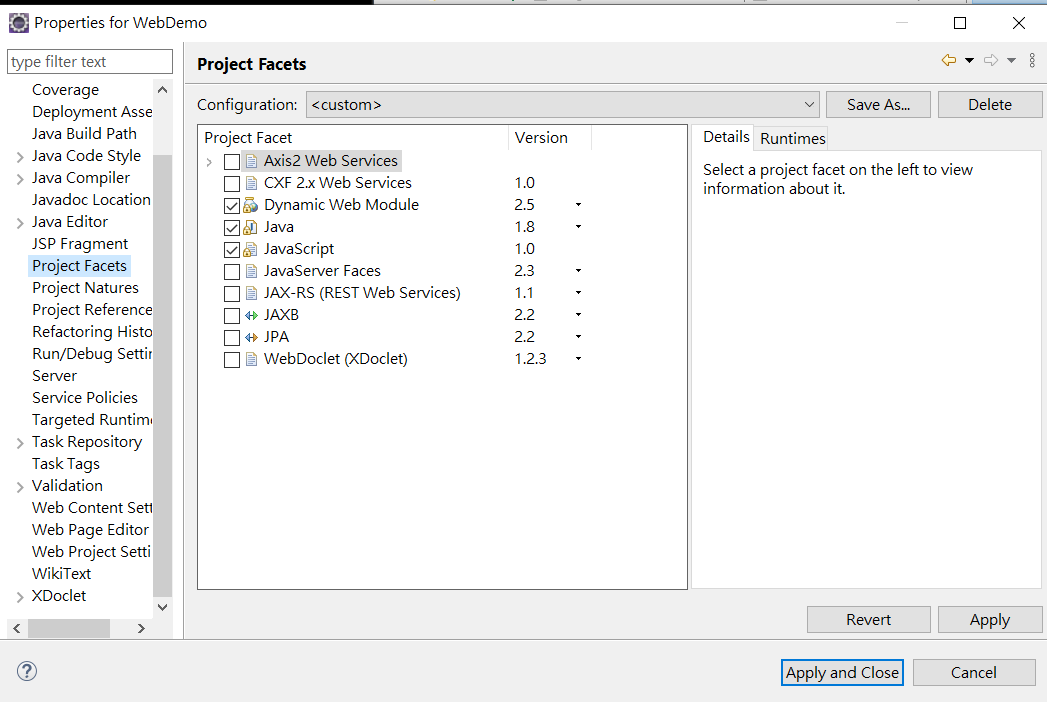 Properties for WebDemo
type filter text
Coverage
Deployment Asse
Java Build Path
Java Code Style
Java Compiler
Javadoc Location
Java Editor
JSP Fragment
Project Facets
Project Natures
Project Reference
Refactoring Histo
Run/Debug Settin
Server
Service Policies
Targeted Runtime
Task Repository
Task Tags
Validation
Web Content Sett
Web Page Editor
Web Project Setti
WikiText
XDoclet
Project Facets
Configuration: <custom> Save As... Delete
Project Facet Version
Axis2 Web Services
CXF 2.x Web Services 1.0
Dynamic Web Module 2.5
Java 1.8
JavaScript 1.0
JavaServer Faces 2.3
JAX-RS (REST Web Services) 1.1
JAXB 2.2
JPA 2.2
WebDoclet (XDoclet) 1.2.3
Details Runtimes
Select a project facet on the left to view
information about it.
Revert Apply
Apply and Close Cancel